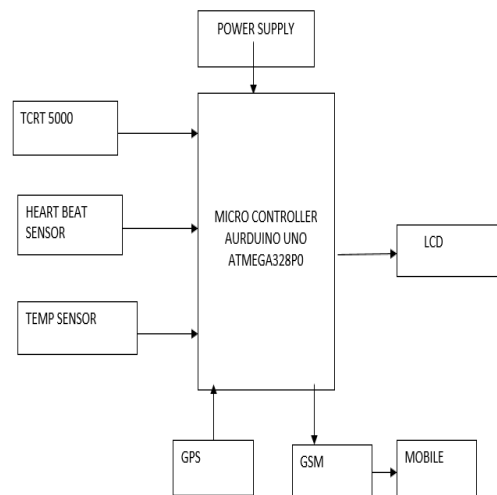 POWER SUPPLY
TCRT 5000
HEART BEAT
SENSOR
TEMP SENSOR
MICRO CONTROLLER
AURDUINO UNO
ATMEGA328P0
LCD
GPS
GSM
MOBILE